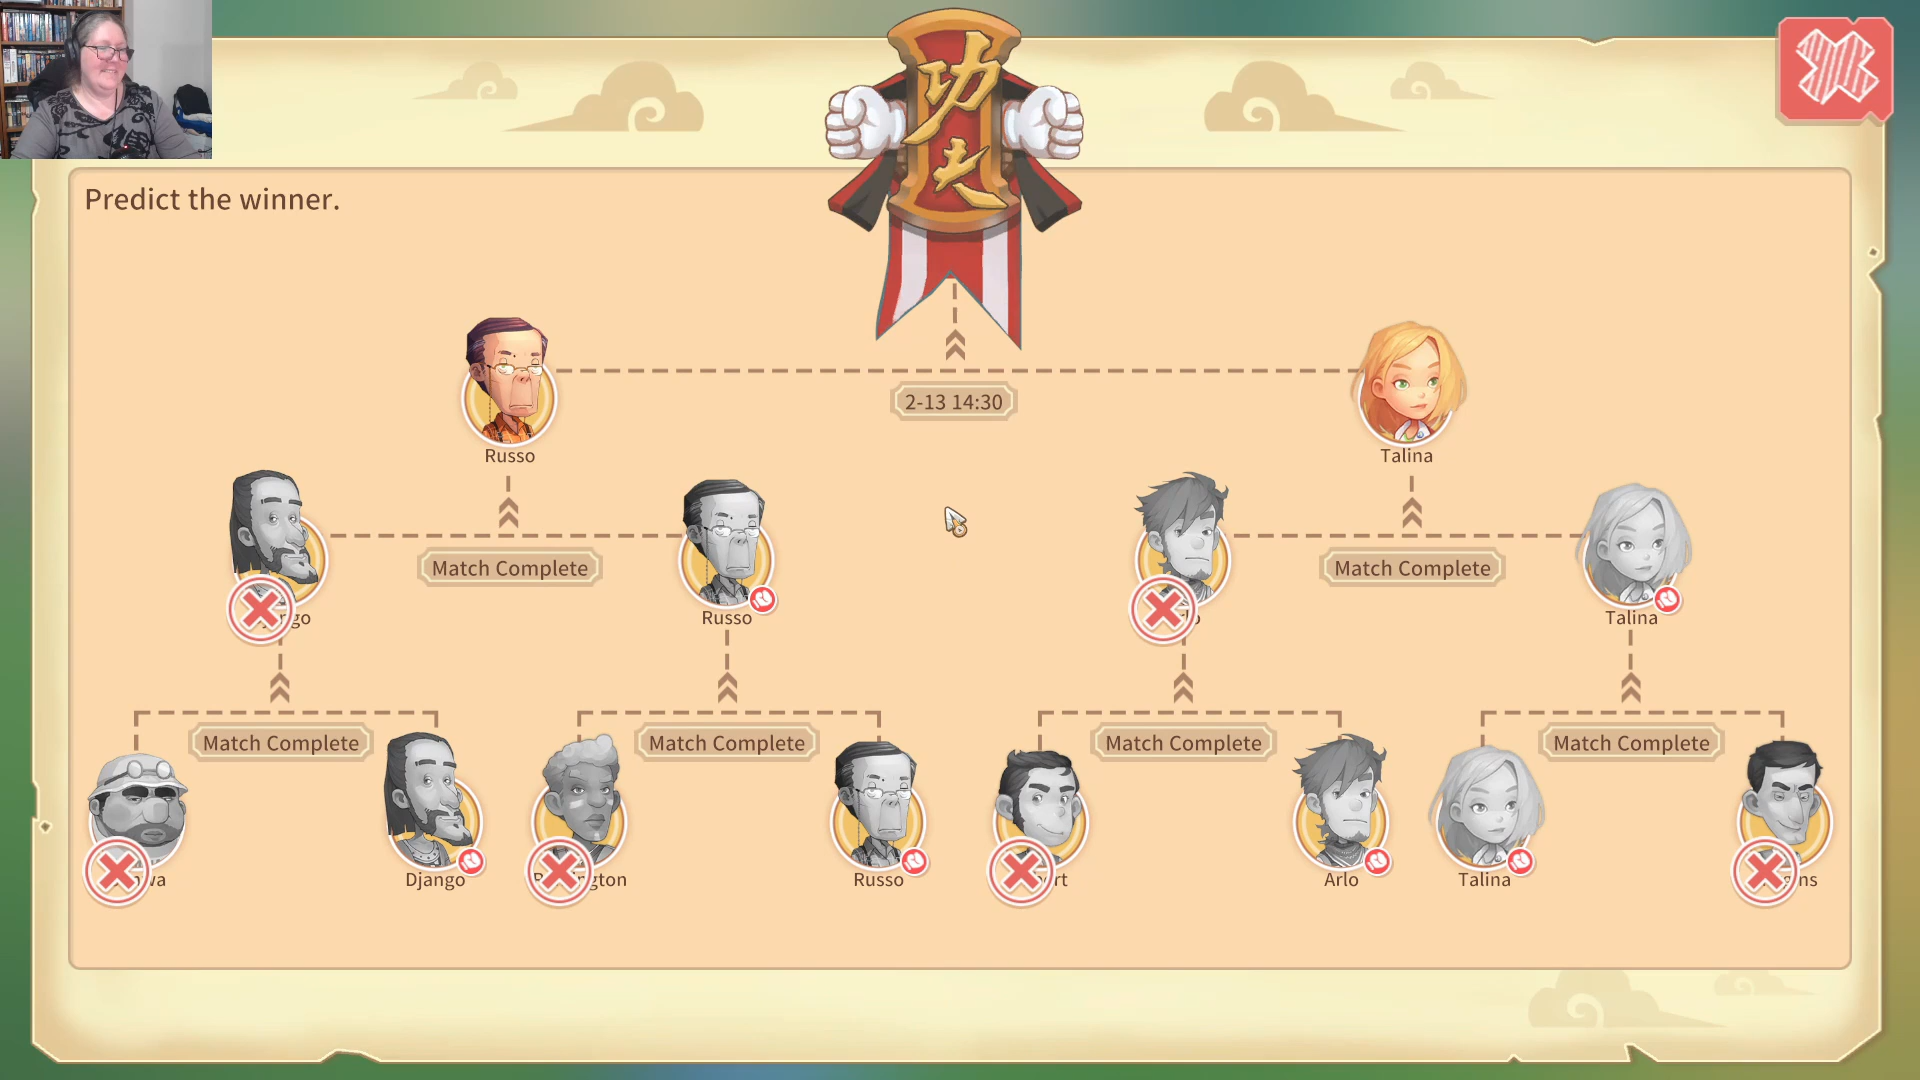 功
夫
Predict the winner.
2-13 14:30
Russo
Talina
Match Complete
Match Complete
Russo
Talina
Match Complete
Match Complete
Match Complete
Match Complete
Django
Russo
Arlo
Talina